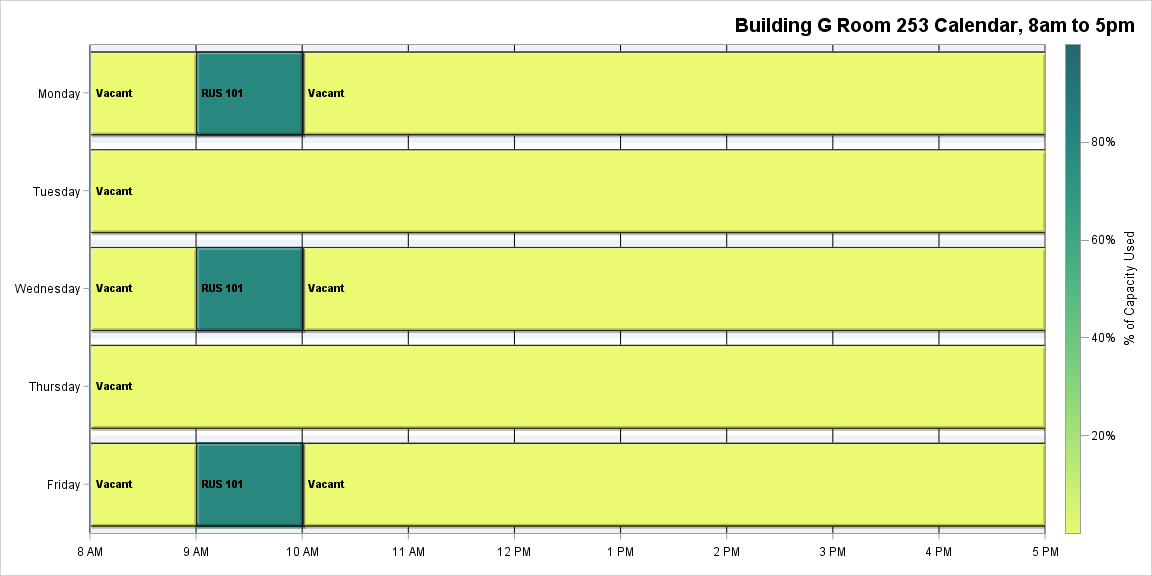 Building G Room 253 Calendar, 8am to 5pm
Monday
Vacant
RUS 101
Vacant
Tuesday
Vacant
Wednesday
Vacant
RUS 101
Vacant
Thursday
Vacant
Friday
Vacant
RUS 101
Vacant
8 AM 9 AM 10 AM 11 AM 12 PM 1 PM 2 PM 3 PM 4 PM 5 PM
80%
60%
40%
20%
% of Capacity Used